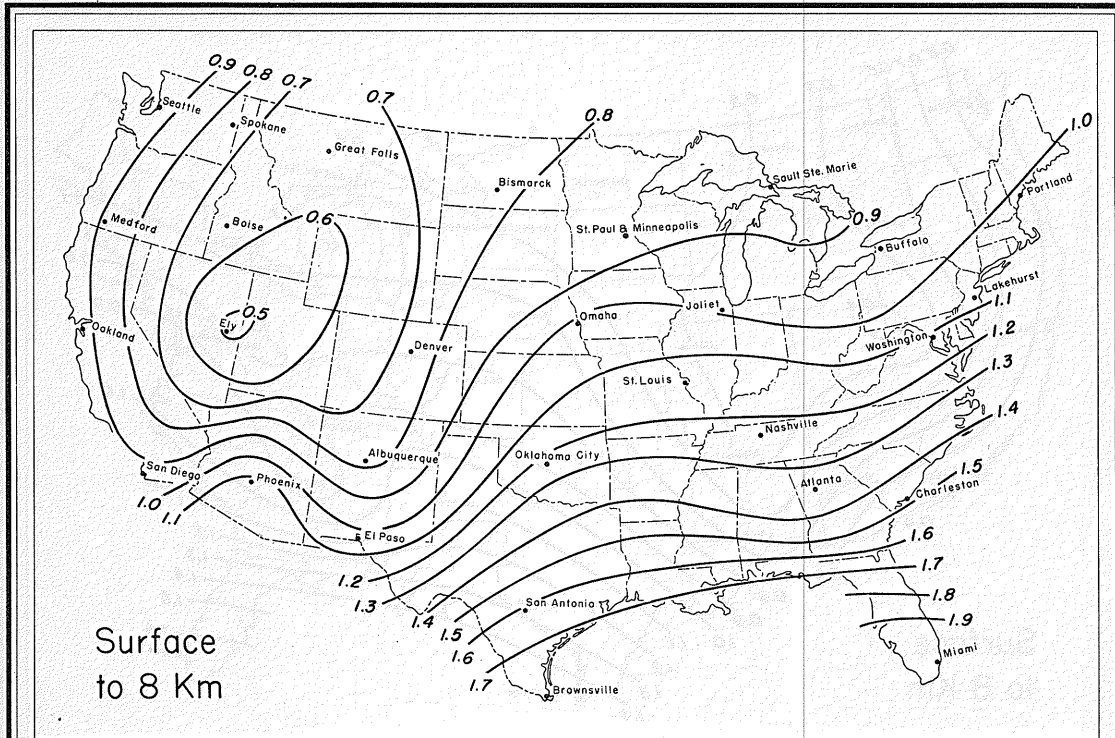 0.9 0.8 0.7
0.7
0.8
1.0
Seattle
Spokane
Great Falls
Bismarck
Sault Ste. Marie
Portland
Medford
Boise
0.6
St. Paul & Minneapolis
0.9
Buffalo
Lakehurst
0.5
Ely
Oakland
Omaha
Joliet
1.1
Washington
1.2
Denver
1.3
St. Louis
1.4
Nashville
Albuquerque
Oklahoma City
San Diego
Phoenix
Atlanta
1.5
Charleston
1.0
1.1
El Paso
1.6
1.7
1.2
1.3
1.4
1.5
1.6
1.7
San Antonio
1.8
1.9
Miami
Brownsville
Surface
to 8 Km